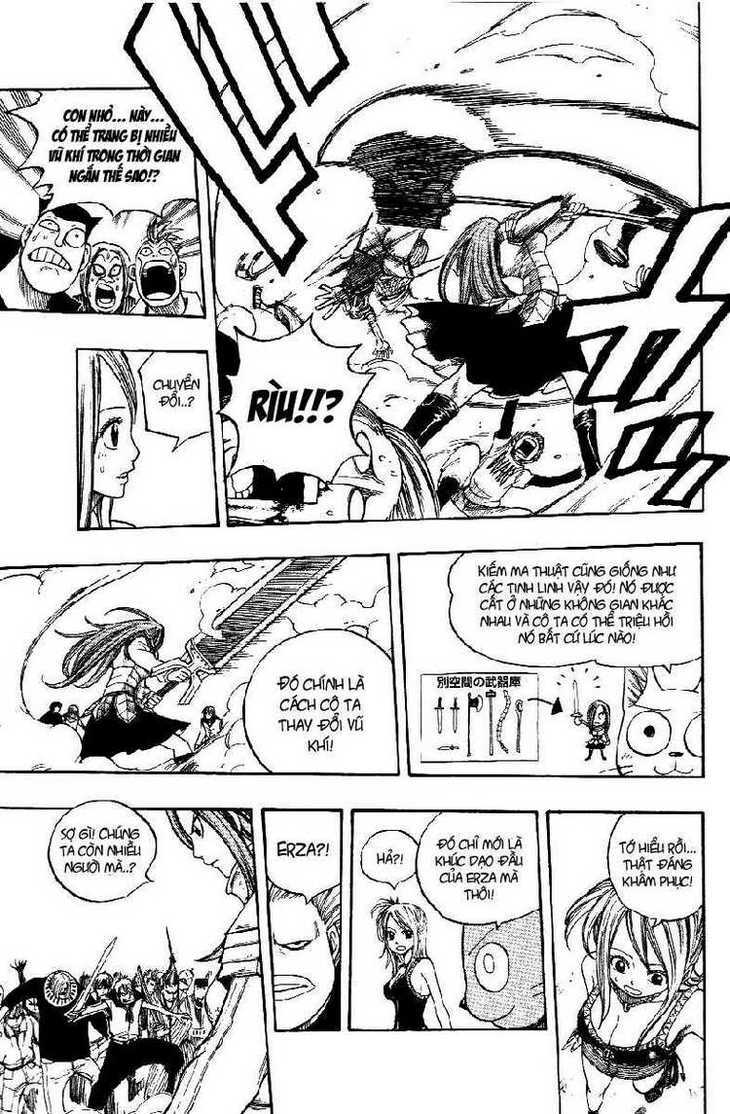 RÌU!!?
CON NHỎ... NÀY...
CÓ THỂ TRANG BỊ NHIỀU
VŨ KHÍ TRONG THỜI GIAN
NGẮN THẾ SAO!?
CHUYỂN
ĐỔI..?
KIẾM MA THUẬT CŨNG GIỐNG NHƯ
CÁC TINH LINH VẬY ĐÓ! NÓ ĐƯỢC
CẤT Ở NHỮNG KHÔNG GIAN KHÁC
NHAU VÀ CÔ TA CÓ THỂ TRIỆU HỒI
NÓ BẤT CỨ LÚC NÀO!
別空間の武器庫
ĐÓ CHÍNH LÀ
CÁCH CÔ TA
THAY ĐỔI VŨ
KHÍ!
TỚ HIỂU RỒI...
THẬT ĐÁNG
KHÂM PHỤC!
ĐÓ CHỈ MỚI LÀ
KHÚC DẠO ĐẦU
CỦA ERZA MÀ
THÔI!
HẢ?!
ERZA?!
SỢ GÌ! CHÚNG
TA CÒN NHIỀU
NGƯỜI MÀ..?